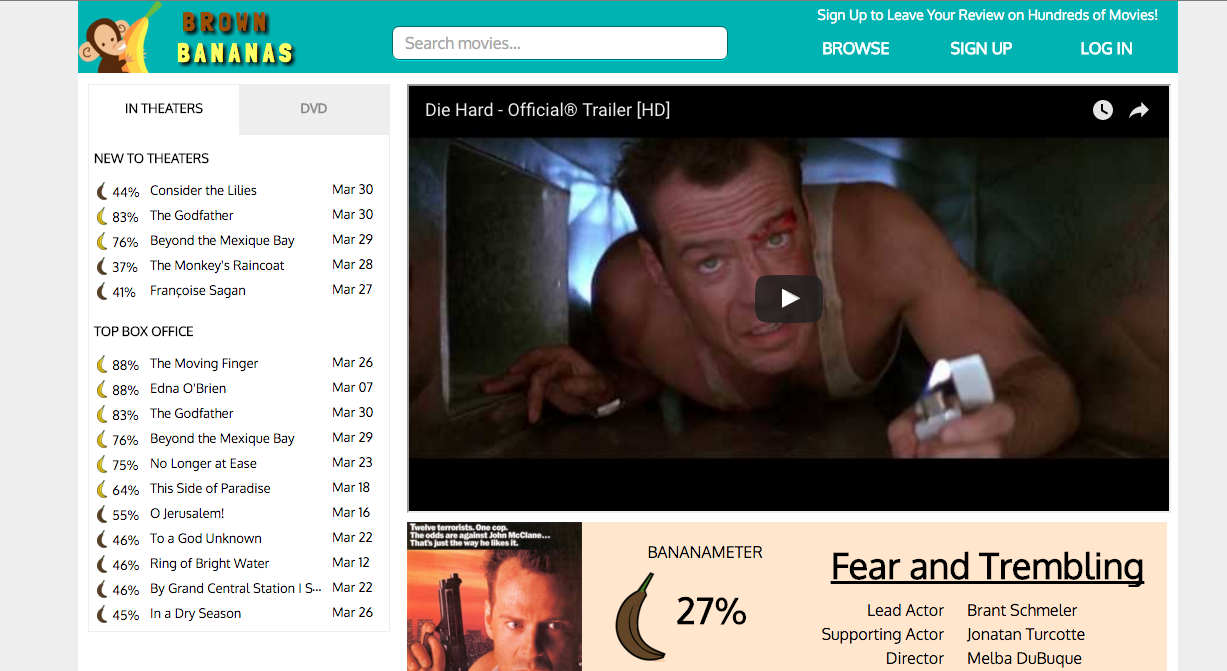 BROWN
BANANAS
Search movies...
Sign Up to Leave Your Review on Hundreds of Movies!
BROWSE SIGN UP LOG IN
IN THEATERS DVD
NEW TO THEATERS
44% Consider the Lilies Mar 30
83% The Godfather Mar 30
76% Beyond the Mexique Bay Mar 29
37% The Monkey's Raincoat Mar 28
41% Françoise Sagan Mar 27
TOP BOX OFFICE
88% The Moving Finger Mar 26
88% Edna O'Brien Mar 07
83% The Godfather Mar 30
76% Beyond the Mexique Bay Mar 29
75% No Longer at Ease Mar 23
64% This Side of Paradise Mar 18
55% O Jerusalem! Mar 16
46% To a God Unknown Mar 22
46% Ring of Bright Water Mar 12
46% By Grand Central Station I S... Mar 22
45% In a Dry Season Mar 26
Die Hard - Official® Trailer [HD]
Twelve terrorists. One cop.
The odds are against John McClane...
That's just the way he likes it.
BANANAMETER
27%
Fear and Trembling
Lead Actor Brant Schmeler
Supporting Actor Jonatan Turcotte
Director Melba DuBuque